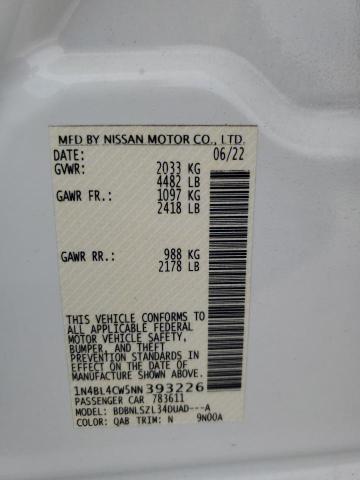 MFD BY NISSAN MOTOR CO., LTD.
DATE: 06/22
GVWR: 2033 KG
4482 LB
GAWR FR.: 1097 KG
2418 LB
GAWR RR.: 988 KG
2178 LB
THIS VEHICLE CONFORMS TO
ALL APPLICABLE FEDERAL
MOTOR VEHICLE SAFETY,
BUMPER, AND THEFT
PREVENTION STANDARDS
IN EFFECT ON THE DATE OF
MANUFACTURE SHOWN ABOVE.
1N4BL4CW5NN393226
PASSENGER CAR 783611
MODEL: BDBNLSZL34DUAD---A
COLOR: QAB TRIM: N 9N00A